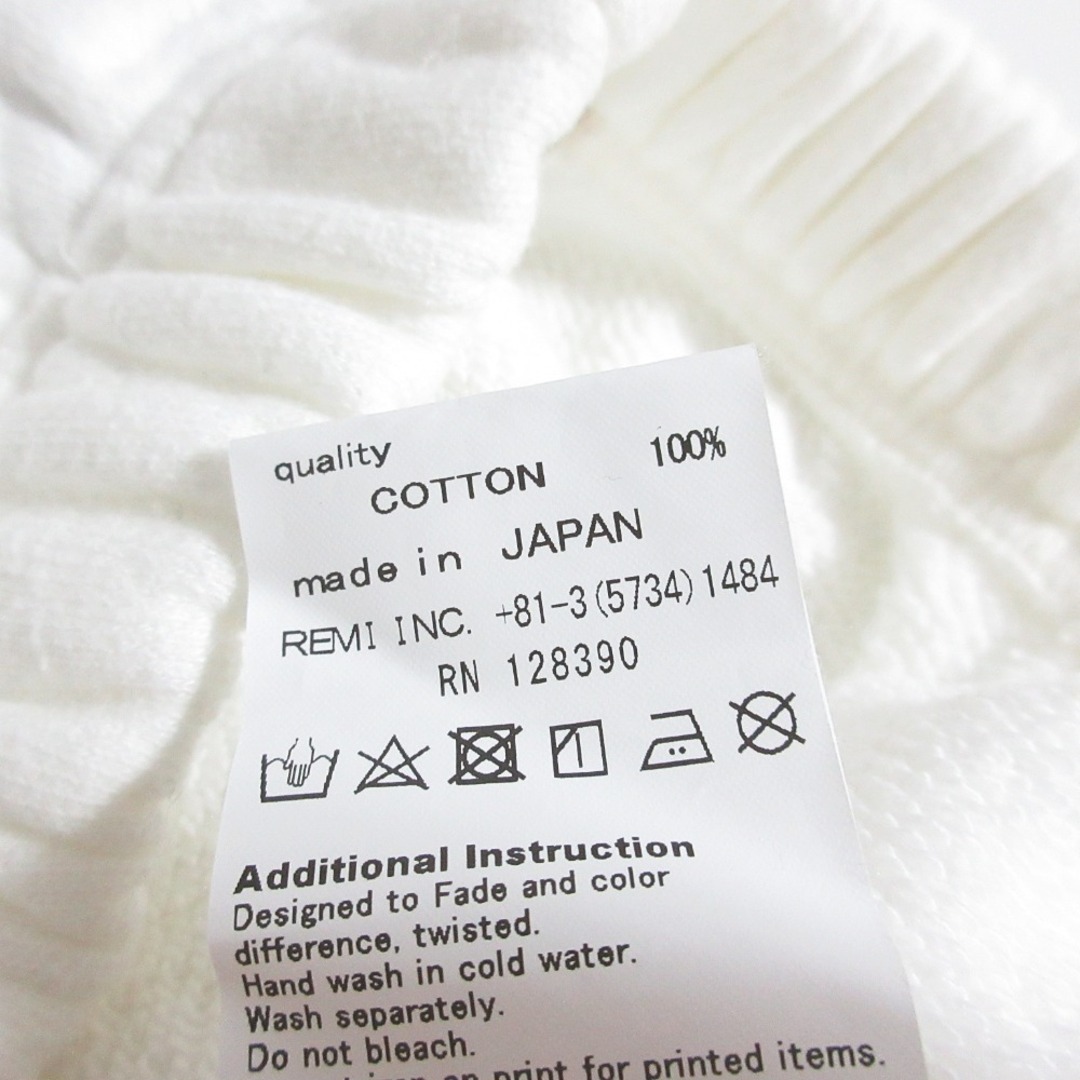 quality 100%
COTTON
made in JAPAN
REMI INC. +81-3(5734)1484
RN 128390
Additional Instruction
Designed to Fade and color
difference, twisted.
Hand wash in cold water.
Wash separately.
Do not bleach.
on print for printed items.